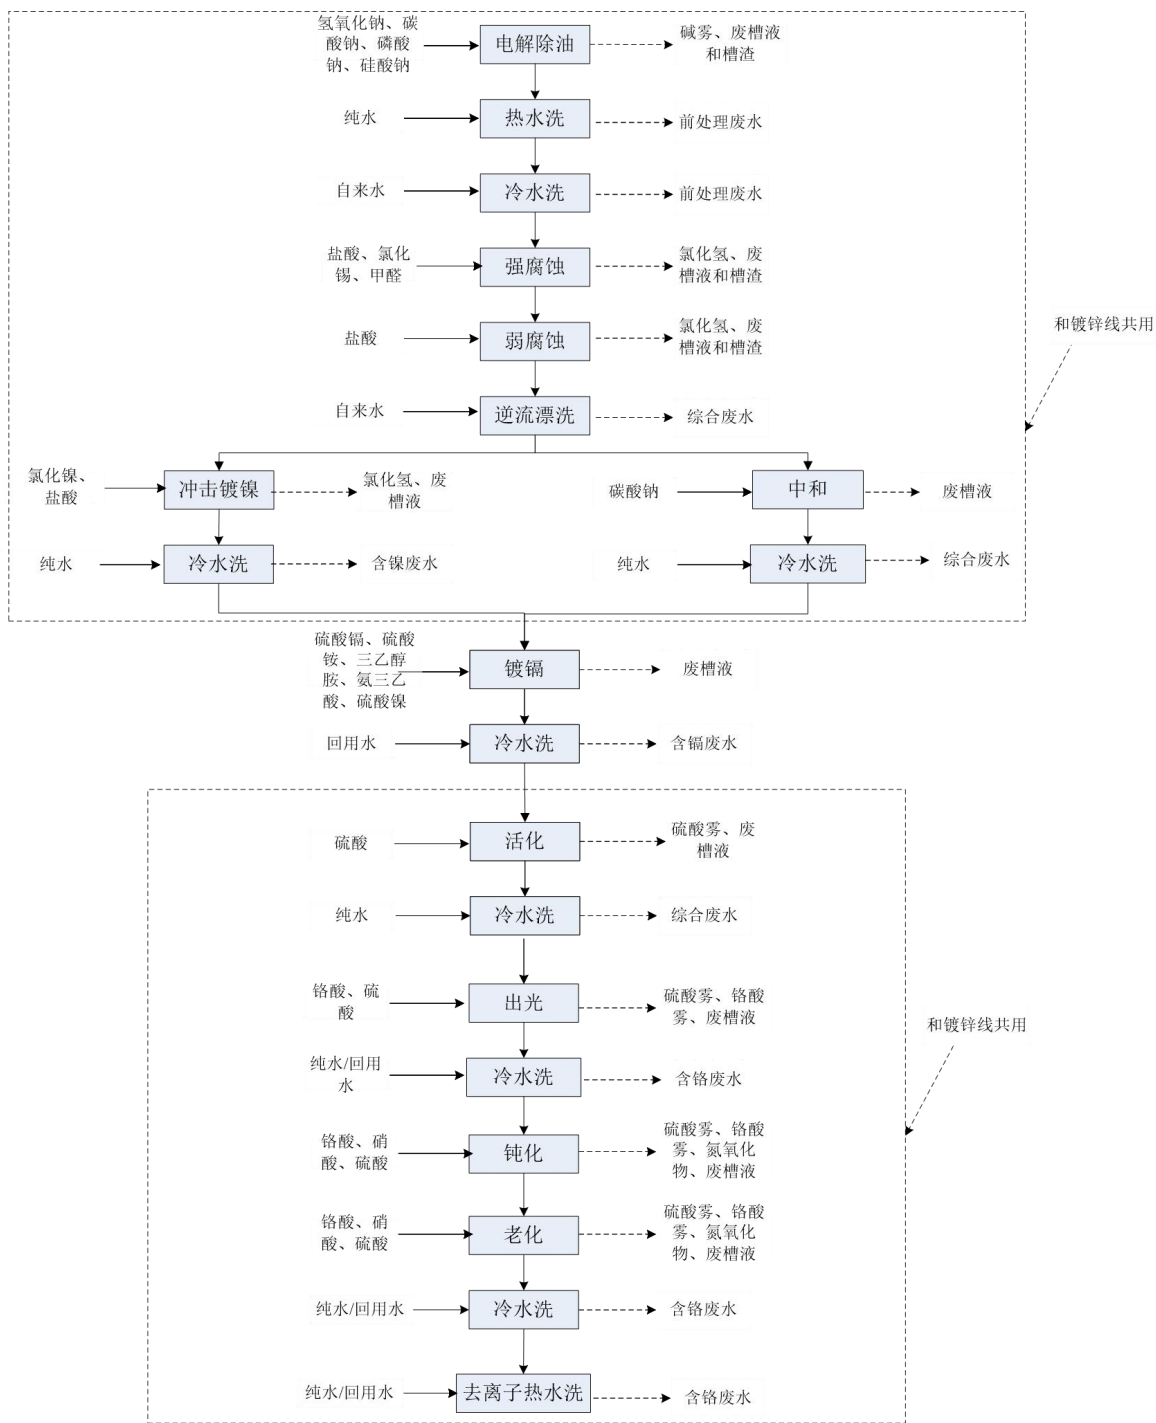 氢氧化钠、碳
酸钠、磷酸
钠、硅酸钠
电解除油
碱雾、废槽液
和槽渣
纯水
热水洗
前处理废水
自来水
冷水洗
前处理废水
盐酸、氯化
锡、甲醛
强腐蚀
氯化氢、废
槽液和槽渣
盐酸
弱腐蚀
氯化氢、废
槽液和槽渣
和镀锌线共用
自来水
逆流漂洗
综合废水
氯化镍、
盐酸
冲击镀镍
氯化氢、废
槽液
碳酸钠
中和
废槽液
纯水
冷水洗
含镍废水
纯水
冷水洗
综合废水
硫酸镉、硫酸
铵、三乙醇
胺、氨三乙
酸、硫酸镍
镀镉
废槽液
回用水
冷水洗
含镉废水
硫酸
活化
硫酸雾、废
槽液
纯水
冷水洗
综合废水
铬酸、硫
酸
出光
硫酸雾、铬酸
雾、废槽液
和镀锌线共用
纯水/回用
水
冷水洗
含铬废水
铬酸、硝
酸、硫酸
钝化
硫酸雾、铬酸
雾、氮氧化
物、废槽液
铬酸、硝
酸、硫酸
老化
硫酸雾、铬酸
雾、氮氧化
物、废槽液
纯水/回用水
冷水洗
含铬废水
纯水/回用水
去离子热水洗
含铬废水